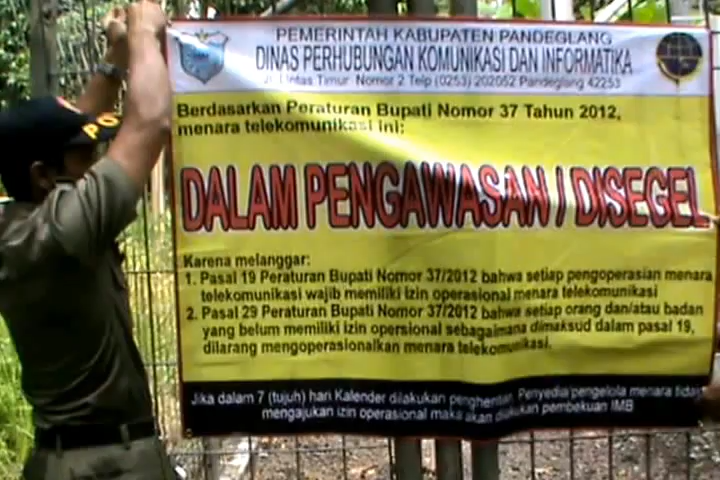 PEMERINTAH KABUPATEN PANDEGLANG
DINAS PERHUBUNGAN KOMUNIKASI DAN INFORMATIKA
Jl. Lintas Timur Nomor 2 Telp (0253) 202052 Pandeglang 42253
Berdasarkan Peraturan Bupati Nomor 37 Tahun 2012,
menara telekomunikasi ini:
DALAM PENGAWASAN / DISEGEL
Karena melanggar:
1. Pasal 19 Peraturan Bupati Nomor 37/2012 bahwa setiap pengoperasian menara
telekomunikasi wajib memiliki izin operasional menara telekomunikasi
2. Pasal 29 Peraturan Bupati Nomor 37/2012 bahwa setiap orang dan/atau badan
yang belum memiliki izin opersional sebagaimana dimaksud dalam pasal 19,
dilarang mengoperasionalkan menara telekomunikasi.
Jika dalam 7 (tujuh) hari Kalender dilakukan penghentian, Penyedia/pengelola menara tidak
mengajukan izin operasional maka akan dilakukan pembekuan IMB
PO